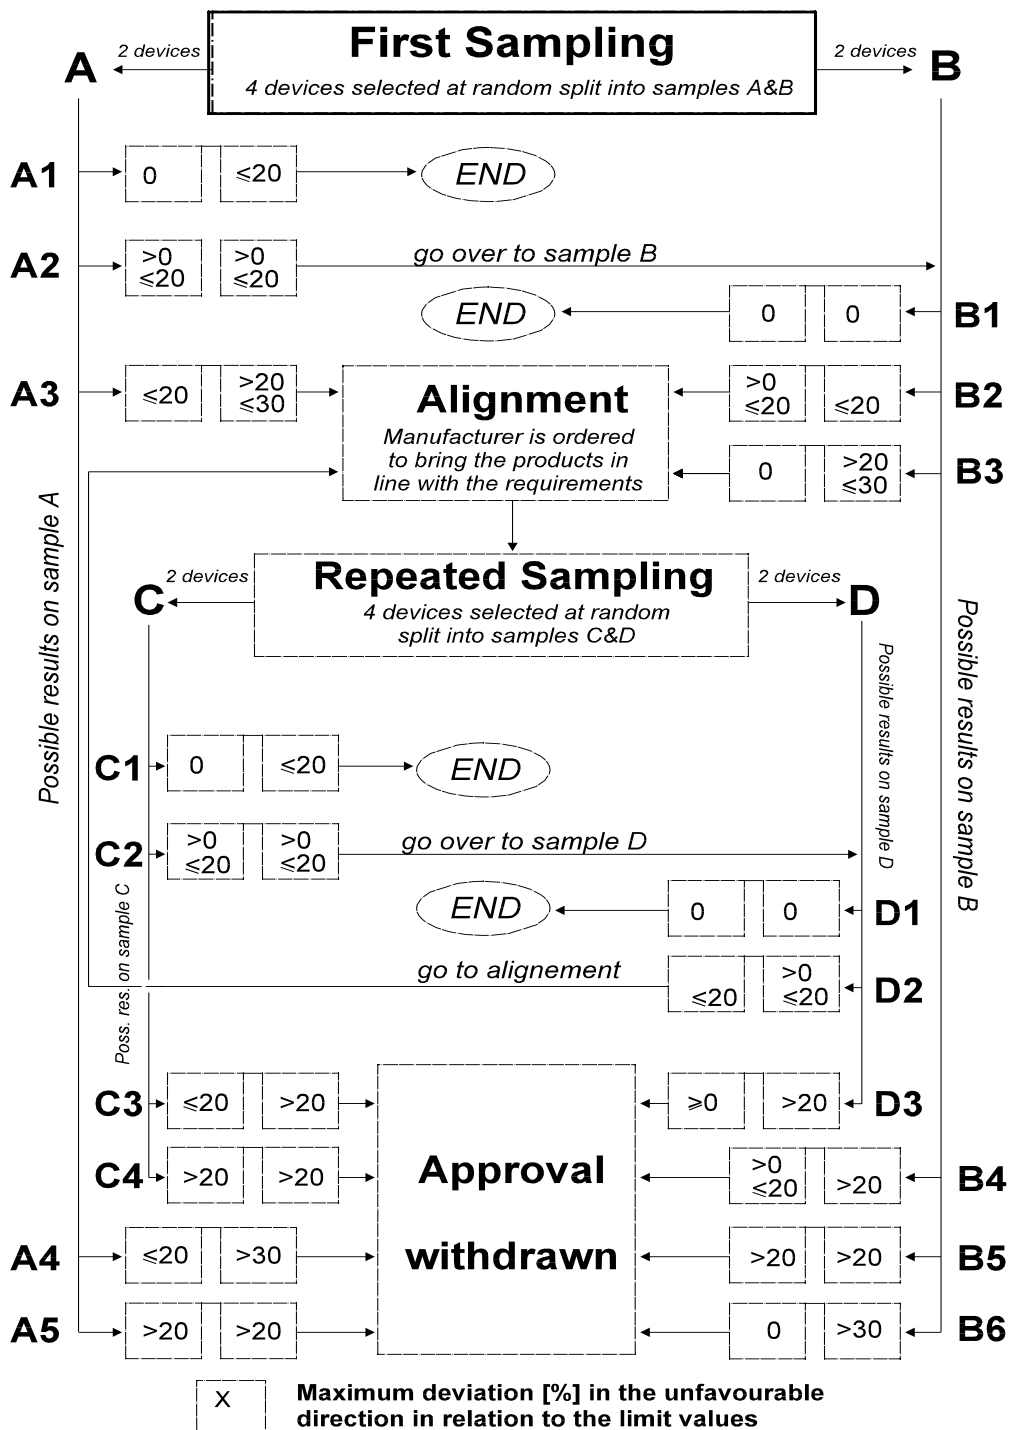 First Sampling
4 devices selected at random split into samples A&B
A
2 devices
2 devices
B
A1
0
⩽20
END
A2
>0
⩽20
>0
⩽20
go over to sample B
END
0
0
B1
A3
⩽20
>20
⩽30
Alignment
Manufacturer is ordered
to bring the products in
line with the requirements
>0
⩽20
⩽20
B2
0
>20
⩽30
B3
Possible results on sample A
Possible results on sample B
C
2 devices
Repeated Sampling
4 devices selected at random
split into samples C&D
2 devices
D
Poss. res. on sample C
Possible results on sample D
C1
0
⩽20
END
C2
>0
⩽20
>0
⩽20
go over to sample D
END
0
0
D1
go to alignement
⩽20
>0
⩽20
D2
C3
⩽20
>20
Approval
withdrawn
⩾0
>20
D3
C4
>20
>20
>0
⩽20
>20
B4
A4
⩽20
>30
>20
>20
B5
A5
>20
>20
0
>30
B6
X
Maximum deviation [%] in the unfavourable
direction in relation to the limit values